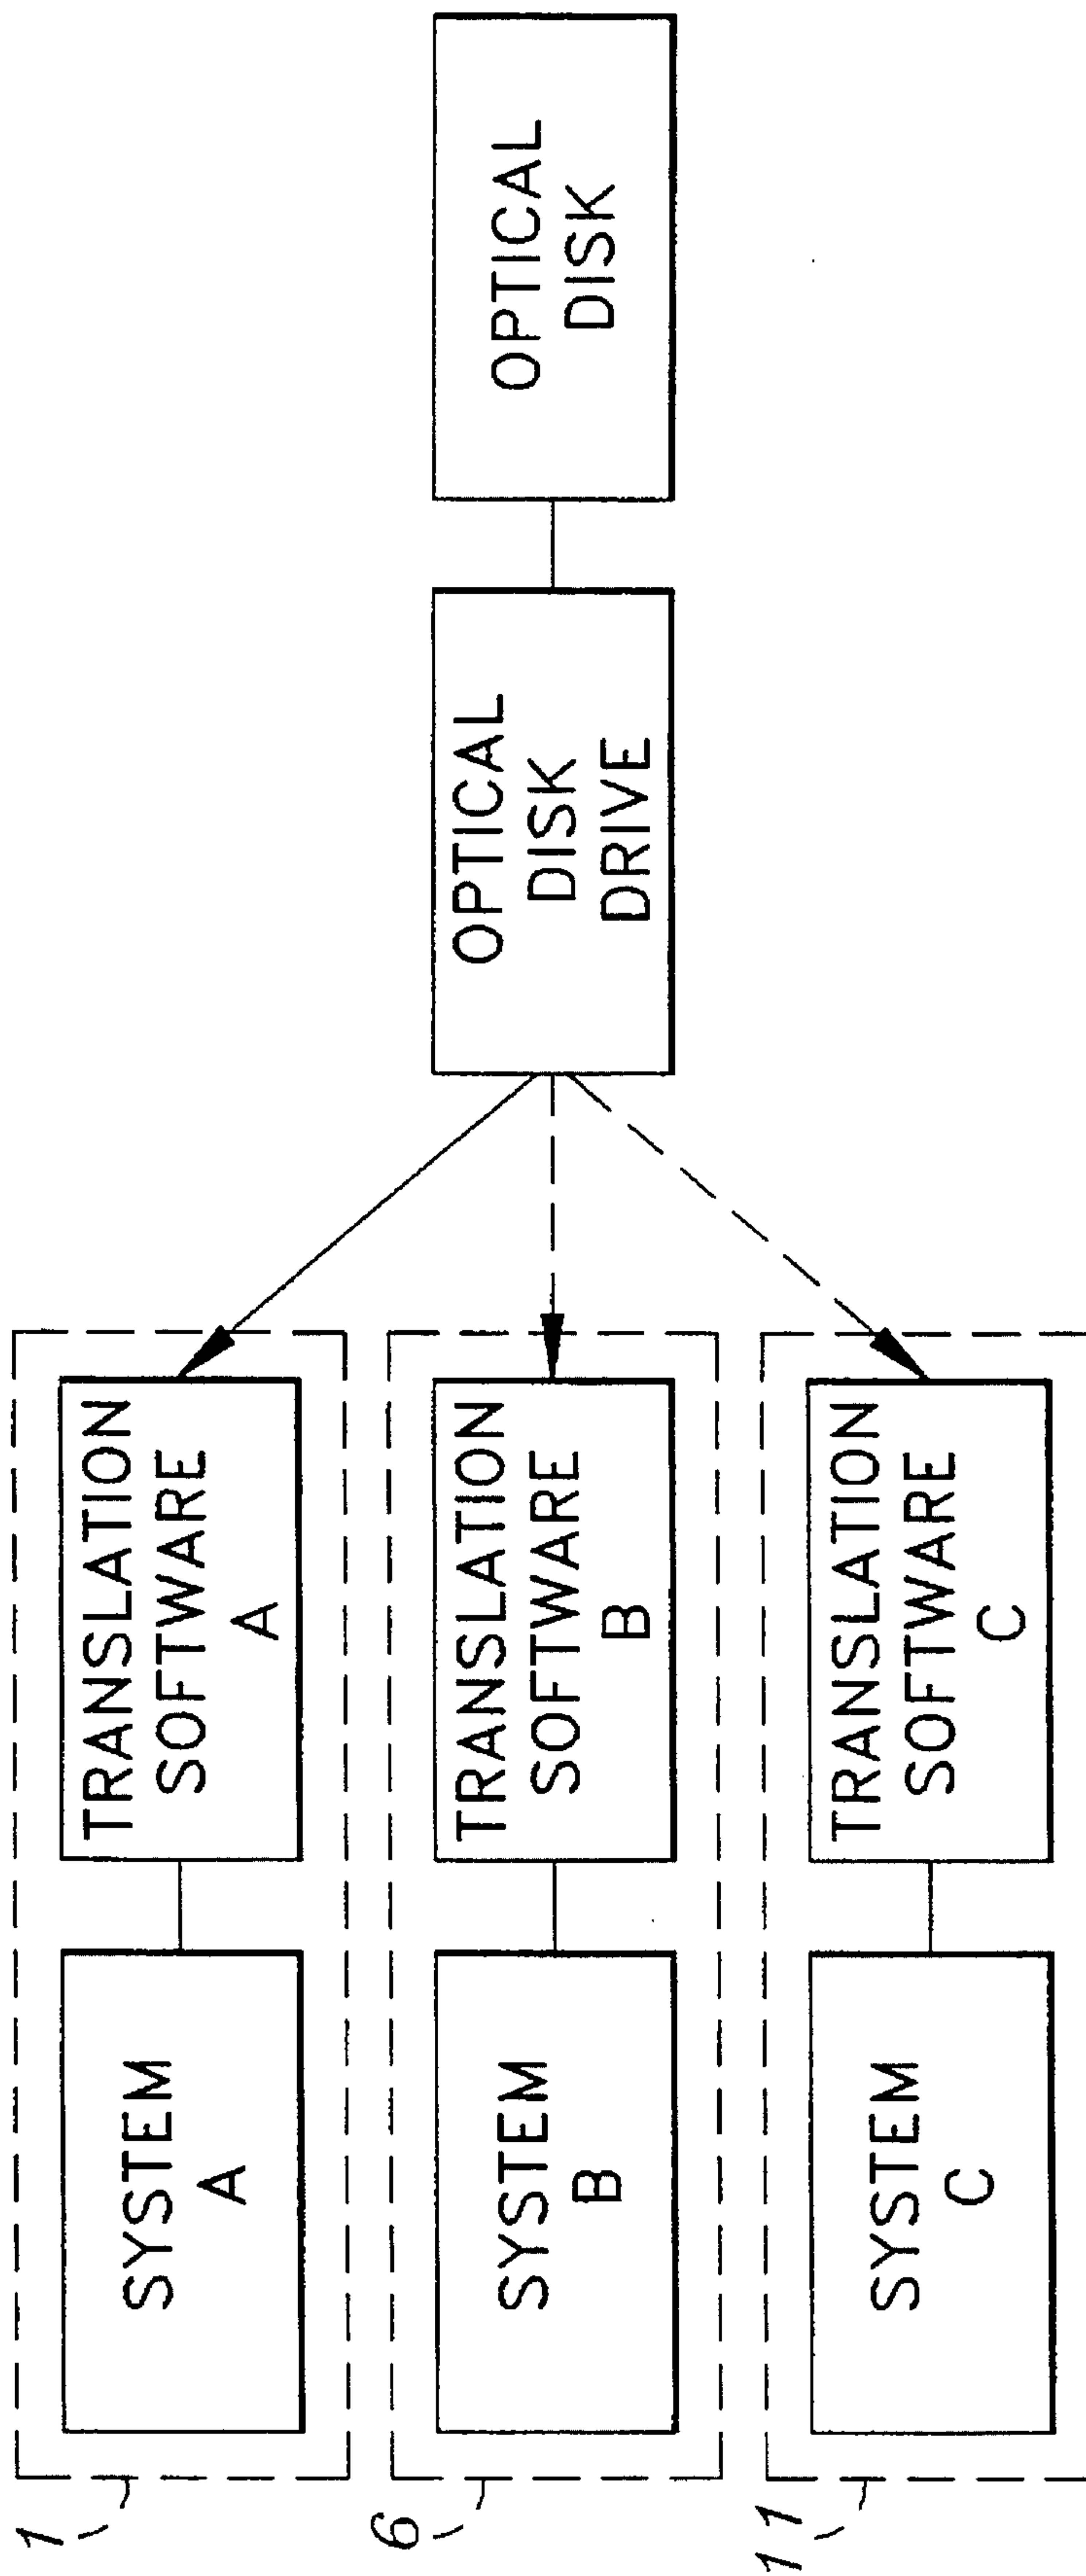 1
SYSTEM
A
TRANSLATION
SOFTWARE
A
6
SYSTEM
B
TRANSLATION
SOFTWARE
B
OPTICAL
DISK
DRIVE
OPTICAL
DISK
11
SYSTEM
C
TRANSLATION
SOFTWARE
C